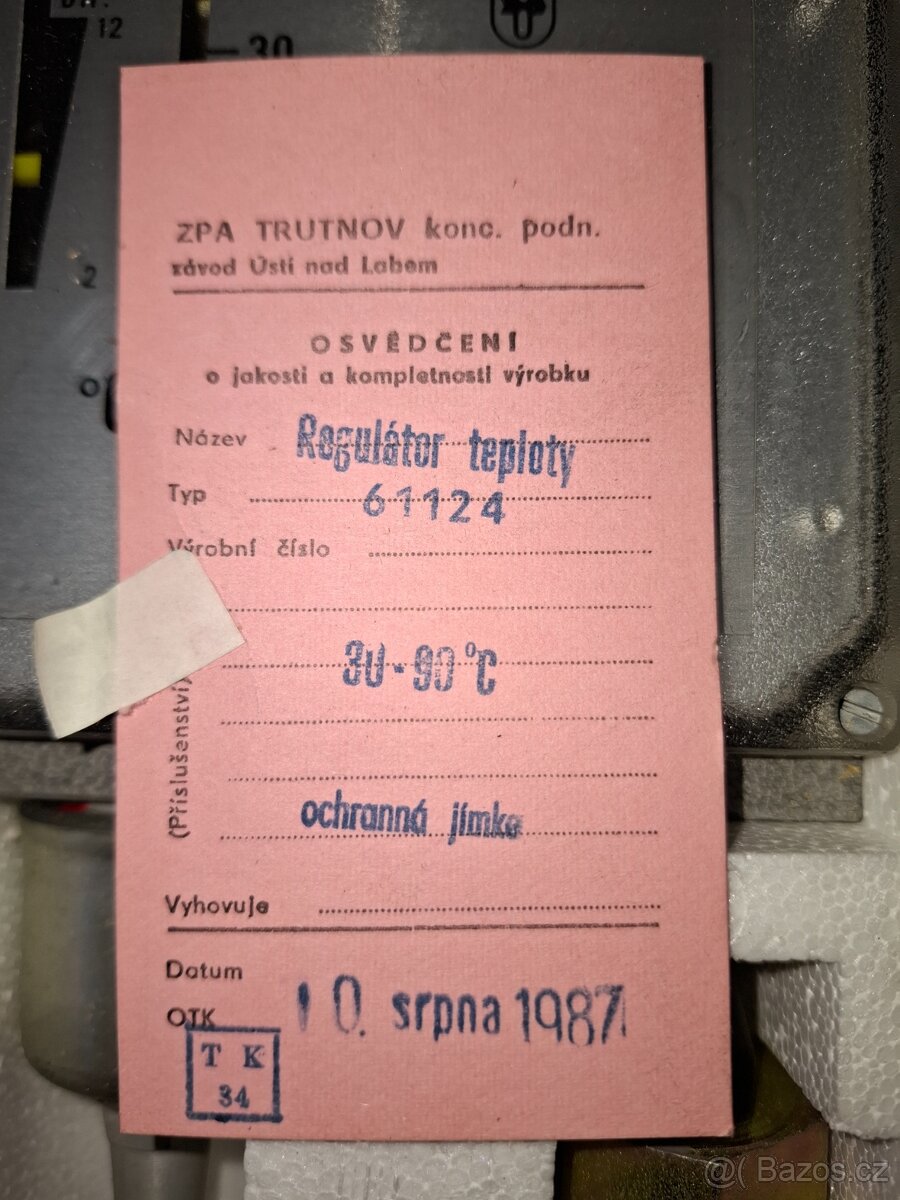 12
30
2
ZPA TRUTNOV konc. podn.
závod Ústí nad Labem
OSVĚDČENÍ
o jakosti a kompletnosti výrobku
Název Regulátor teploty
Typ 61124
Výrobní číslo
30-90°C
(Příslušenství)
ochranná jímka
Vyhovuje
Datum
OTK 10. srpna 1987
T K
34
@( Bazos.cz